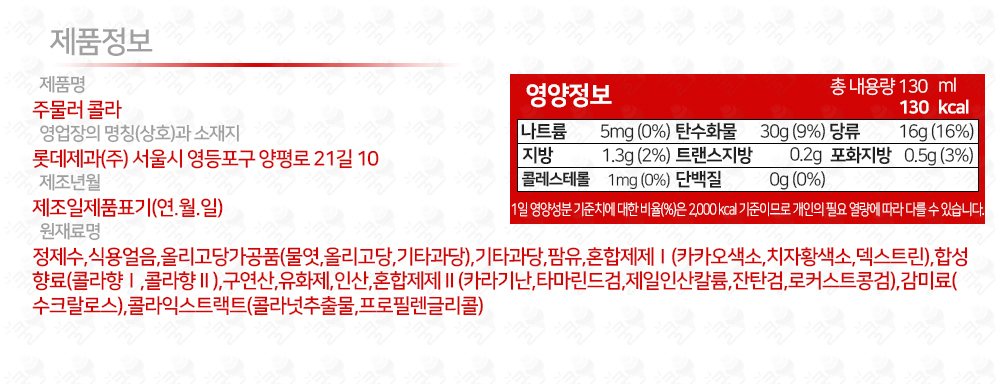 제품정보
제품명
주물러 콜라
영업장의 명칭(상호)과 소재지
롯데제과(주) 서울시 영등포구 양평로 21길 10
제조년월
제조일제품표기(연.월.일)
원재료명
정제수,식용얼음,올리고당가공품(물엿,올리고당,기타과당),기타과당,팜유,혼합제제Ⅰ(카카오색소,치자황색소,덱스트린),합성
향료(콜라향Ⅰ,콜라향Ⅱ),구연산,유화제,인산,혼합제제Ⅱ(카라기난,타마린드검,제일인산칼륨,잔탄검,로커스트콩검),감미료(
수크랄로스),콜라익스트랙트(콜라넛추출물,프로필렌글리콜)
영양정보
총 내용량 130 ml
130 kcal
나트륨 5mg (0%) 탄수화물 30g (9%) 당류 16g (16%)
지방 1.3g (2%) 트랜스지방 0.2g 포화지방 0.5g (3%)
콜레스테롤 1mg (0%) 단백질 0g (0%)
1일 영양성분 기준치에 대한 비율(%)은 2,000 kcal 기준이므로 개인의 필요 열량에 따라 다를 수 있습니다.